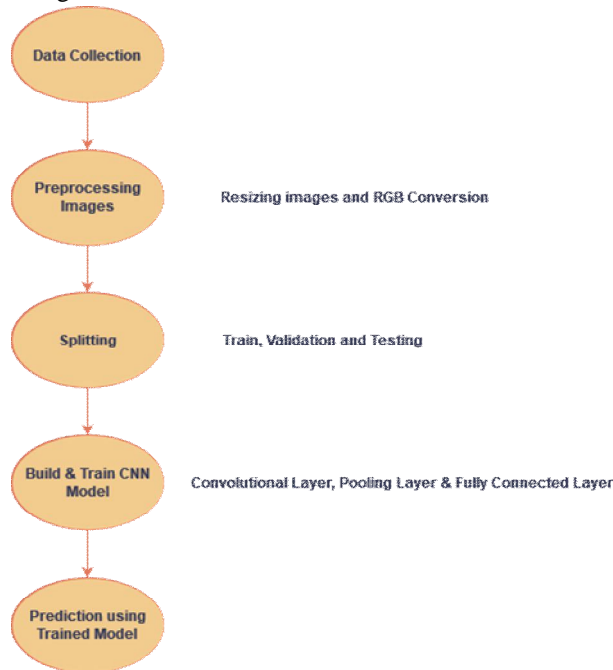 Data Collection
Preprocessing
Images
Resizing images and RGB Conversion
Splitting
Train, Validation and Testing
Build & Train CNN
Model
Convolutional Layer, Pooling Layer & Fully Connected Layer
Prediction using
Trained Model